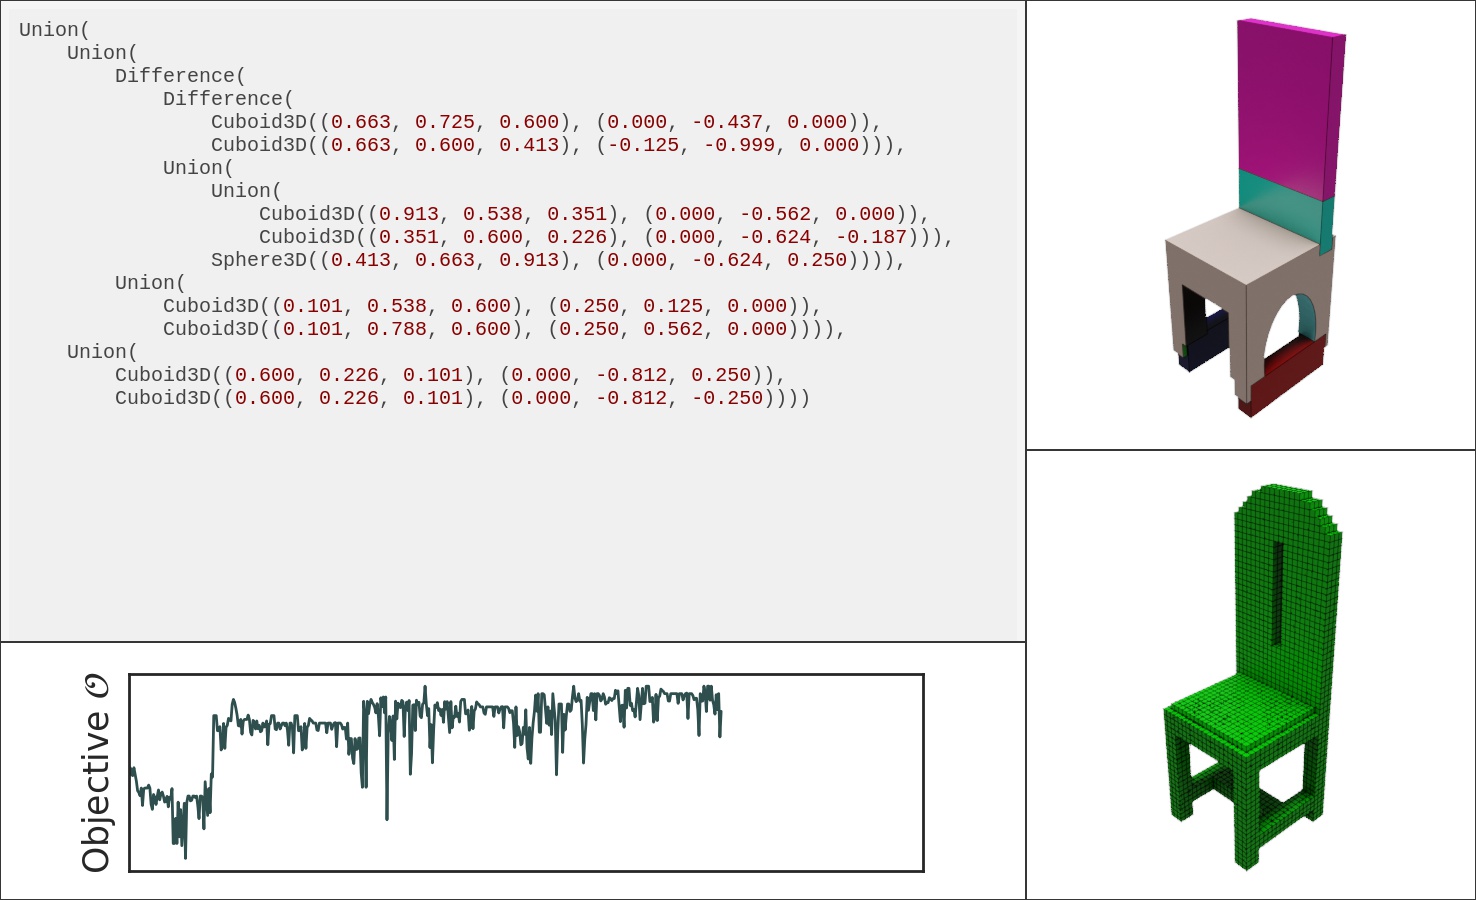 Union(
    Union(
        Difference(
            Difference(
                Cuboid3D((0.663, 0.725, 0.600), (0.000, -0.437, 0.000)),
                Cuboid3D((0.663, 0.600, 0.413), (-0.125, -0.999, 0.000))),
            Union(
                Union(
                    Cuboid3D((0.913, 0.538, 0.351), (0.000, -0.562, 0.000)),
                    Cuboid3D((0.351, 0.600, 0.226), (0.000, -0.624, -0.187))),
                Sphere3D((0.413, 0.663, 0.913), (0.000, -0.624, 0.250)))),
        Union(
            Cuboid3D((0.101, 0.538, 0.600), (0.250, 0.125, 0.000)),
            Cuboid3D((0.101, 0.788, 0.600), (0.250, 0.562, 0.000)))),
    Union(
        Cuboid3D((0.600, 0.226, 0.101), (0.000, -0.812, 0.250)),
        Cuboid3D((0.600, 0.226, 0.101), (0.000, -0.812, -0.250))))
Objective 𝒪